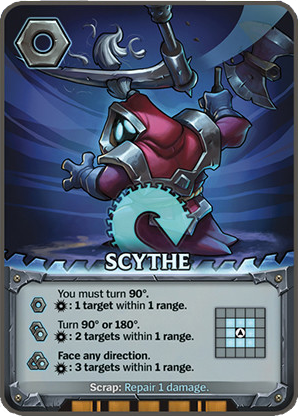 SCYTHE
You must turn 90°.
: 1 target within 1 range.
Turn 90° or 180°.
: 2 targets within 1 range.
Face any direction.
: 3 targets within 1 range.
Scrap: Repair 1 damage.